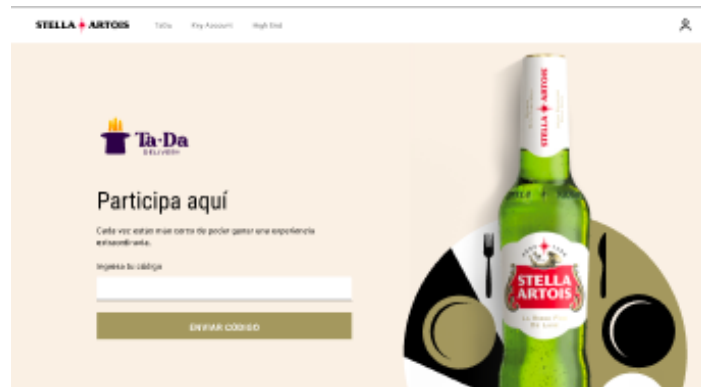 STELLA ARTOIS TaDa Key Account High End
Ta-Da
DELIVERY
Participa aquí
Cada vez están más cerca de poder ganar una experiencia
extraordinaria.
Ingresa tu código
ENVIAR CÓDIGO
STELLA ARTOIS
STELLA
ARTOIS